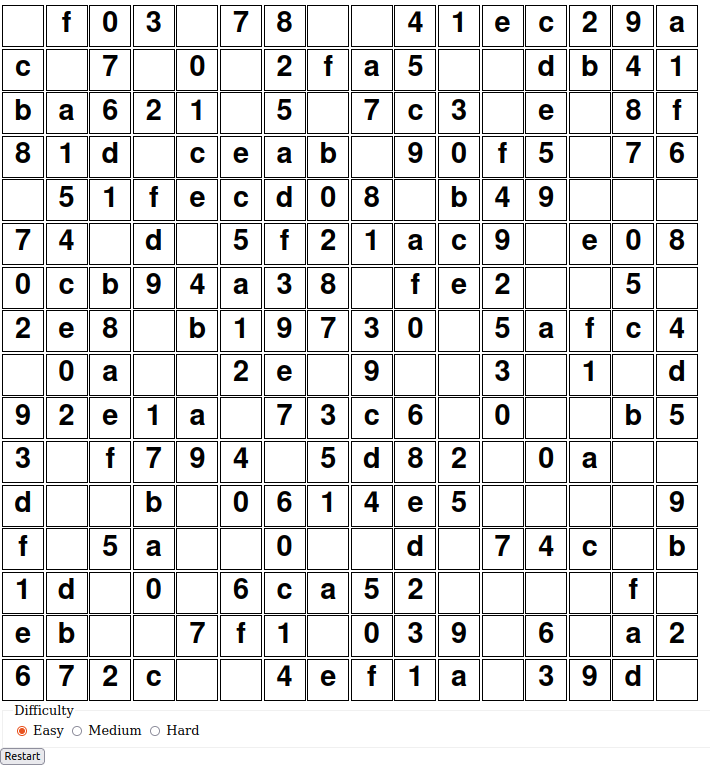 f 0 3 7 8 4 1 e c 2 9 a
c 7 0 2 f a 5 d b 4 1
b a 6 2 1 5 7 c 3 e 8 f
8 1 d c e a b 9 0 f 5 7 6
5 1 f e c d 0 8 b 4 9
7 4 d 5 f 2 1 a c 9 e 0 8
0 c b 9 4 a 3 8 f e 2 5
2 e 8 b 1 9 7 3 0 5 a f c 4
0 a 2 e 9 3 1 d
9 2 e 1 a 7 3 c 6 0 b 5
3 f 7 9 4 5 d 8 2 0 a
d b 0 6 1 4 e 5 9
f 5 a 0 d 7 4 c b
1 d 0 6 c a 5 2 f
e b 7 f 1 0 3 9 6 a 2
6 7 2 c 4 e f 1 a 3 9 d
Difficulty
Easy Medium Hard
Restart